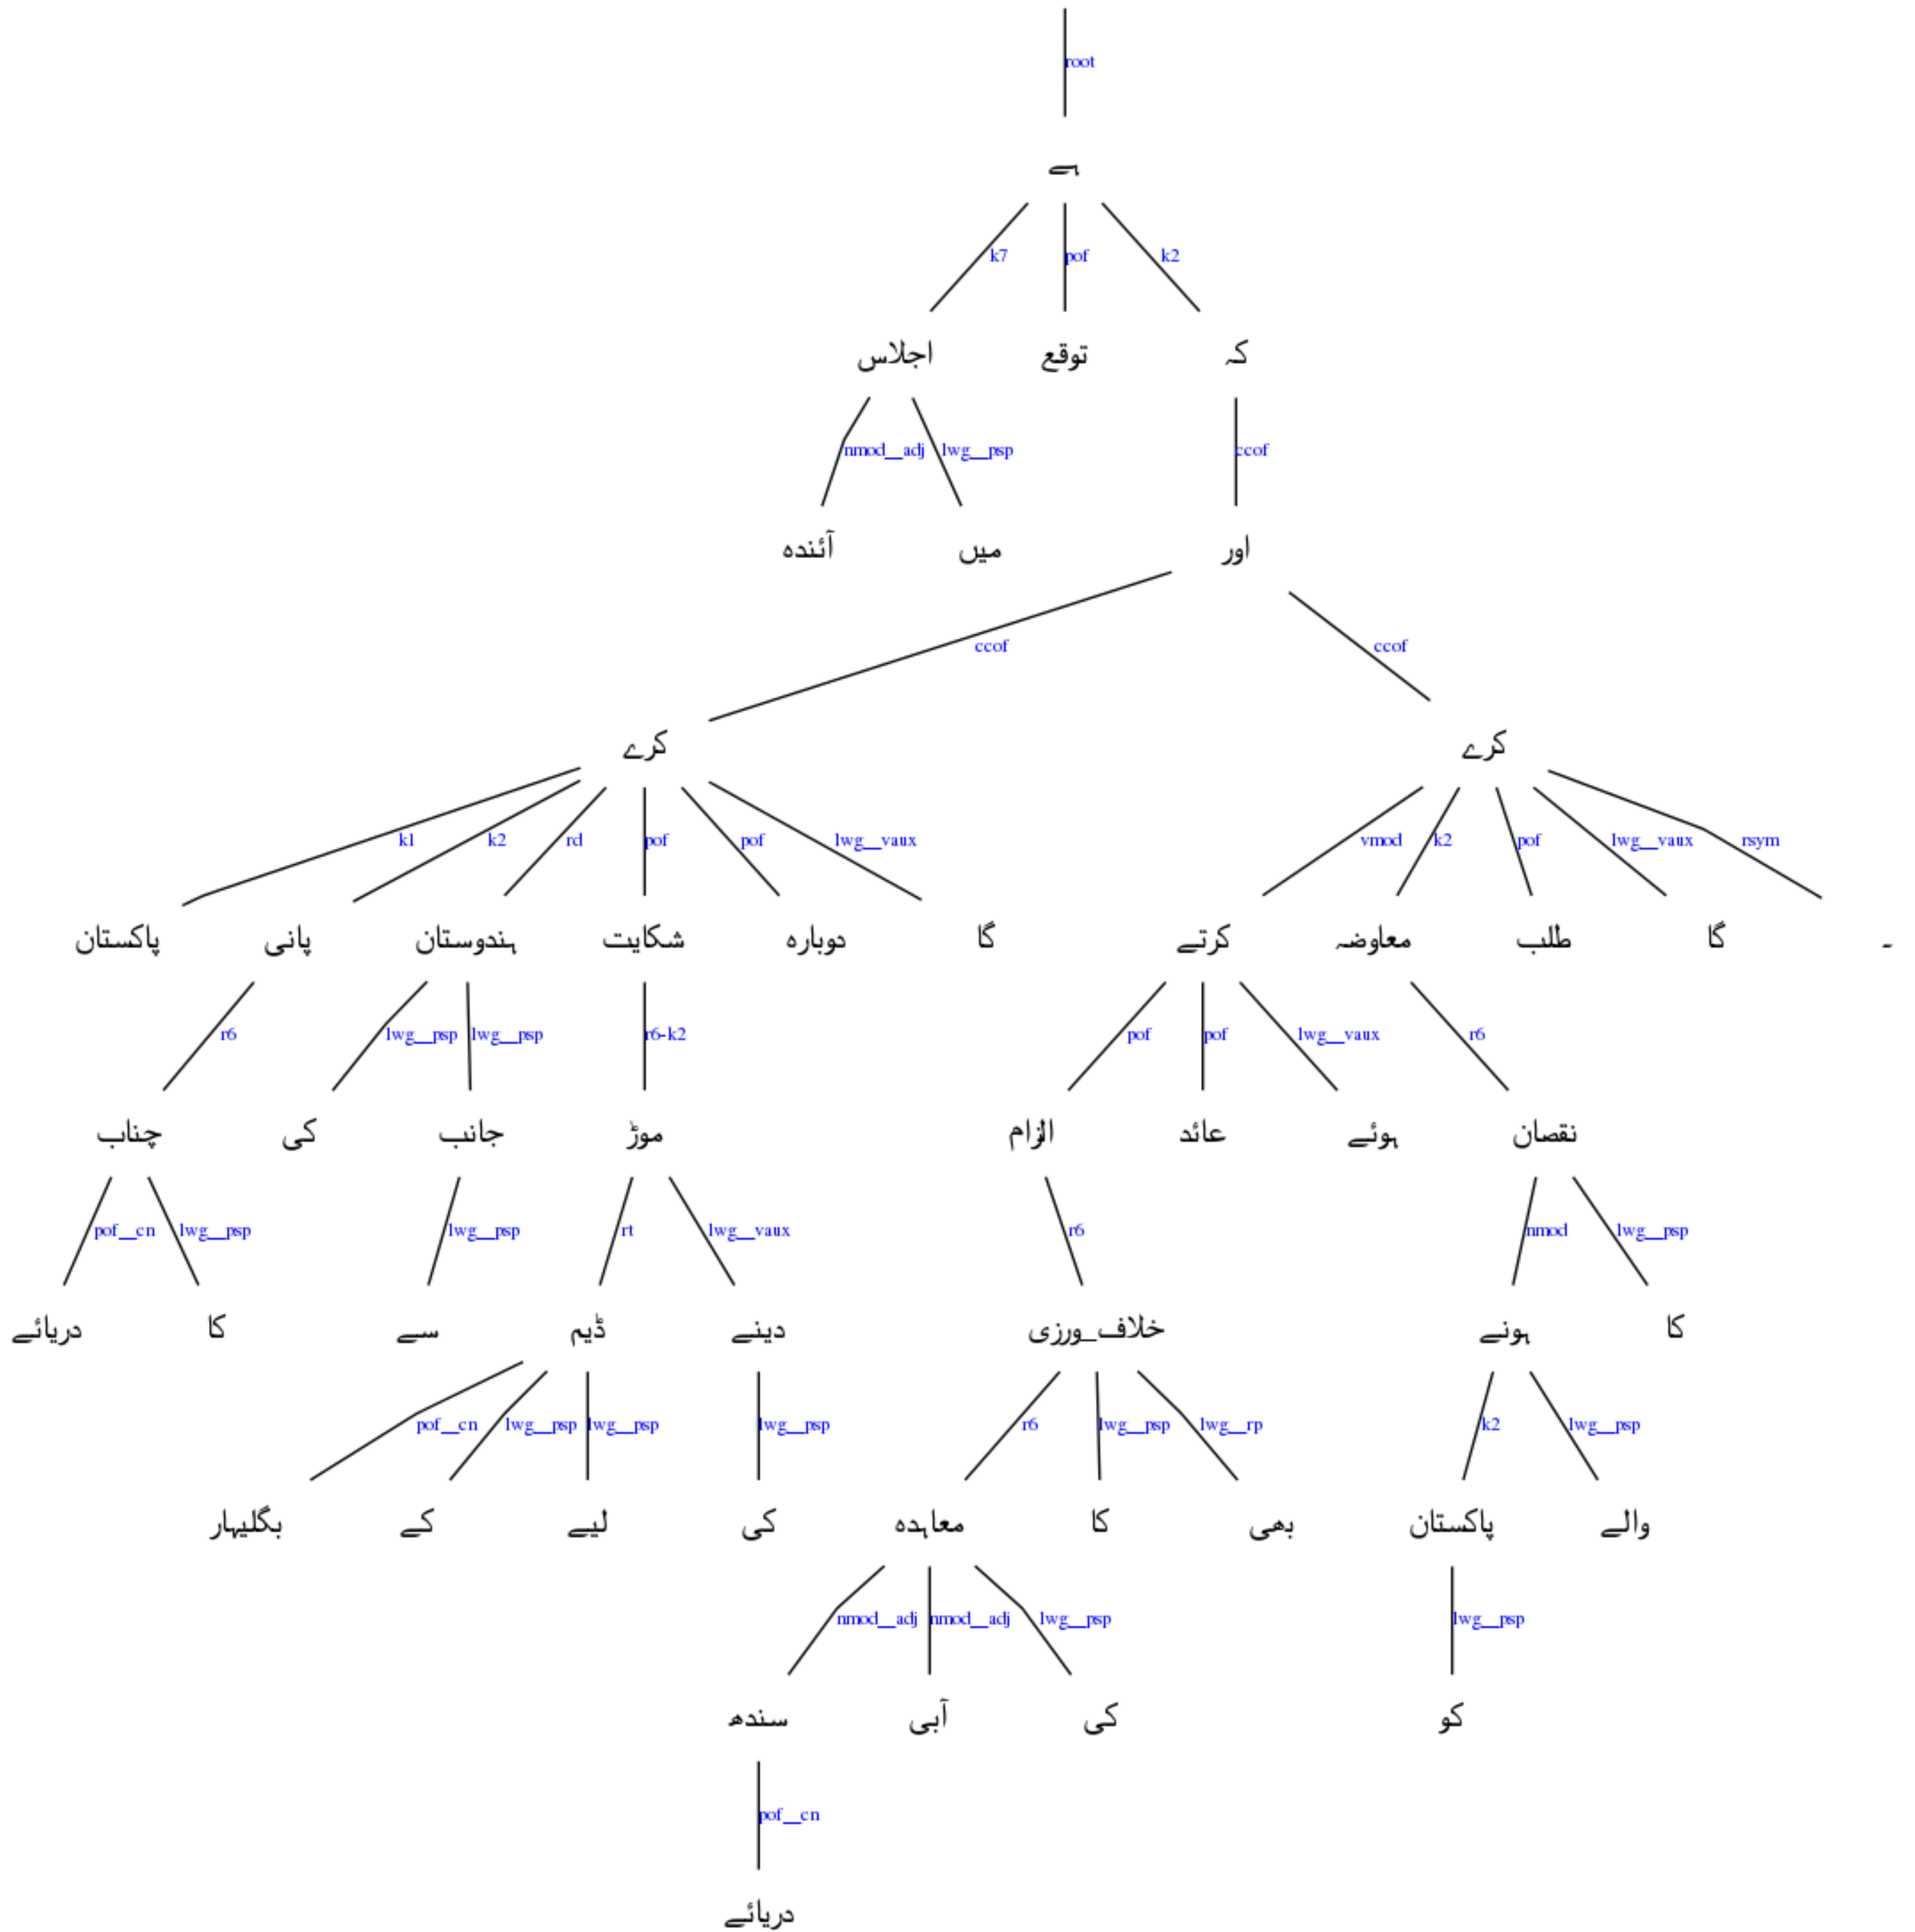 root
ہے
k7 pof k2
اجلاس توقع کہ
nmod__adj lwg__psp ccof
آئندہ میں اور
ccof ccof
کرے کرے
k1 k2 rd pof pof lwg__vaux vmod k2 pof lwg__vaux rsym
پاکستان پانی ہندوستان شکایت دوبارہ گا کرتے معاوضہ طلب گا ۔
r6 lwg__psp lwg__psp r6-k2 pof pof lwg__vaux r6
چناب کی جانب موڑ الزام عائد ہوئے نقصان
pof__cn lwg__psp lwg__psp rt lwg__vaux r6 nmod lwg__psp
دریائے کا سے ڈیم دینے خلاف_ورزی ہونے کا
pof__cn lwg__psp lwg__psp lwg__psp r6 lwg__psp lwg__rp k2 lwg__psp
بگلیہار کے لیے کی معاہدہ کا بھی پاکستان والے
nmod__adj nmod__adj lwg__psp lwg__psp
سندھ آبی کی کو
pof__cn
دریائے